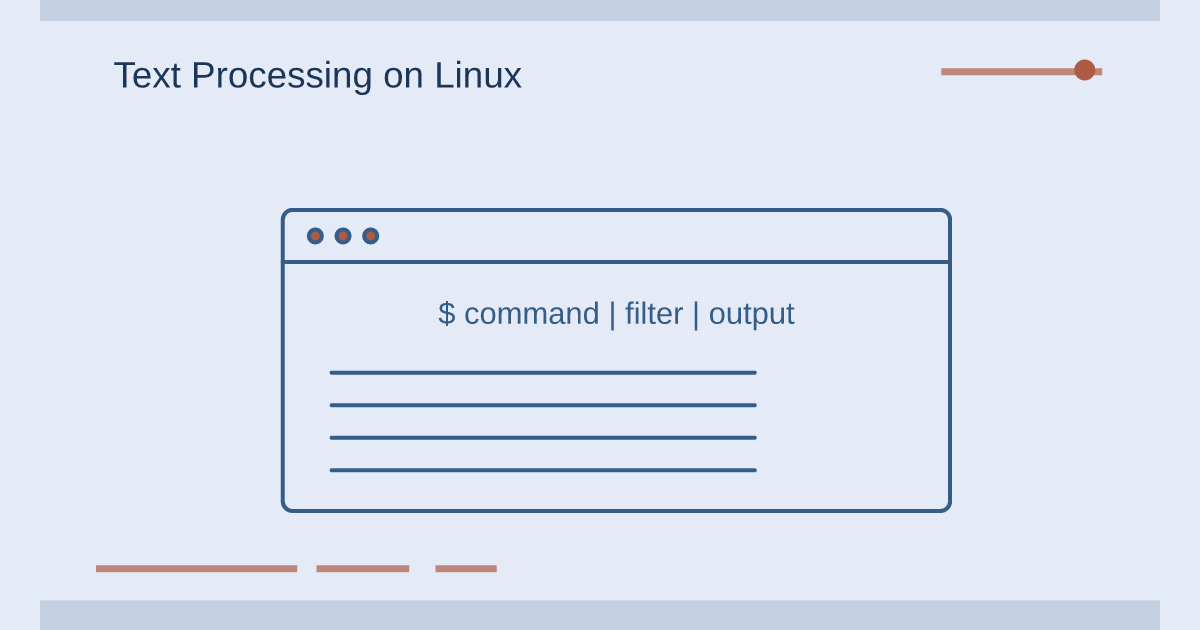 Text Processing on Linux
$ command | filter | output